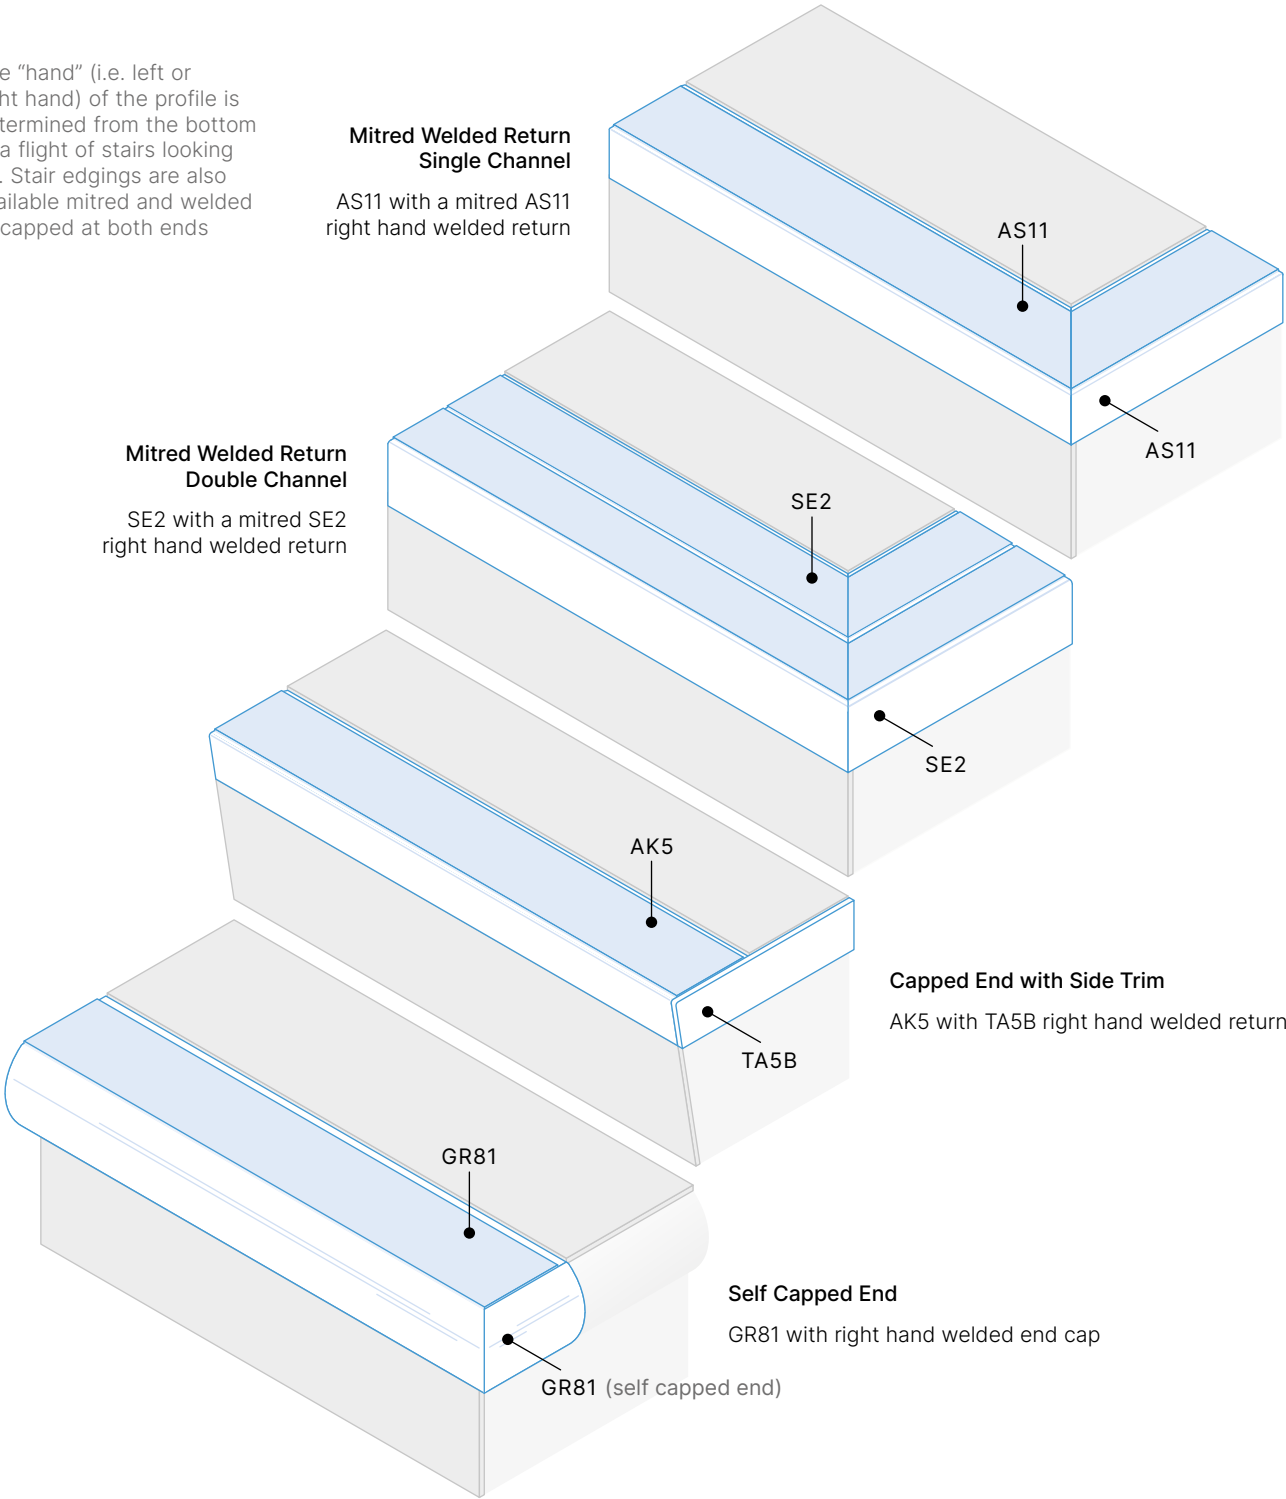 e “hand” (i.e. left or
ht hand) of the profile is
termined from the bottom
a flight of stairs looking
. Stair edgings are also
ailable mitred and welded
capped at both ends
Mitred Welded Return
Single Channel
AS11 with a mitred AS11
right hand welded return
AS11
AS11
Mitred Welded Return
Double Channel
SE2 with a mitred SE2
right hand welded return
SE2
SE2
AK5
TA5B
Capped End with Side Trim
AK5 with TA5B right hand welded return
GR81
GR81 (self capped end)
Self Capped End
GR81 with right hand welded end cap